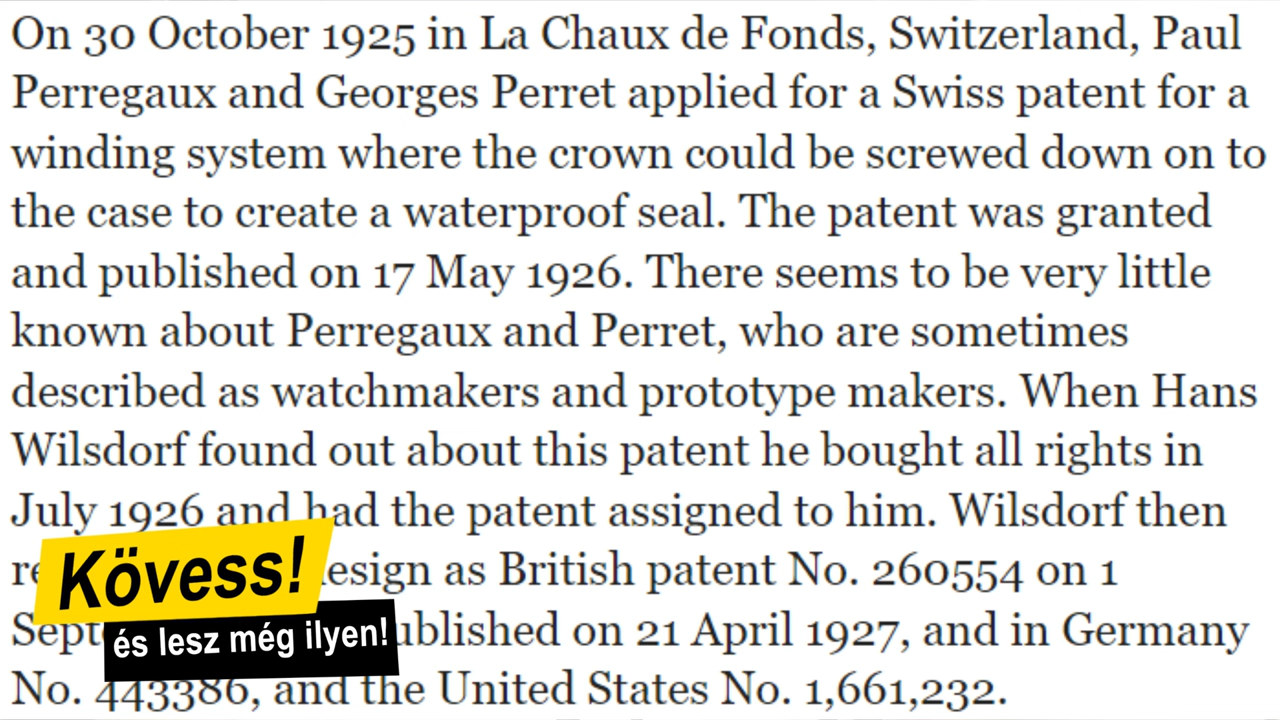 On 30 October 1925 in La Chaux de Fonds, Switzerland, Paul
Perregaux and Georges Perret applied for a Swiss patent for a
winding system where the crown could be screwed down on to
the case to create a waterproof seal. The patent was granted
and published on 17 May 1926. There seems to be very little
known about Perregaux and Perret, who are sometimes
described as watchmakers and prototype makers. When Hans
Wilsdorf found out about this patent he bought all rights in
July 1926 and had the patent assigned to him. Wilsdorf then
as British patent No. 260554 on 1
on 21 April 1927, and in Germany
No. 443386, and the United States No. 1,661,232.
Kövess!
és lesz még ilyen!